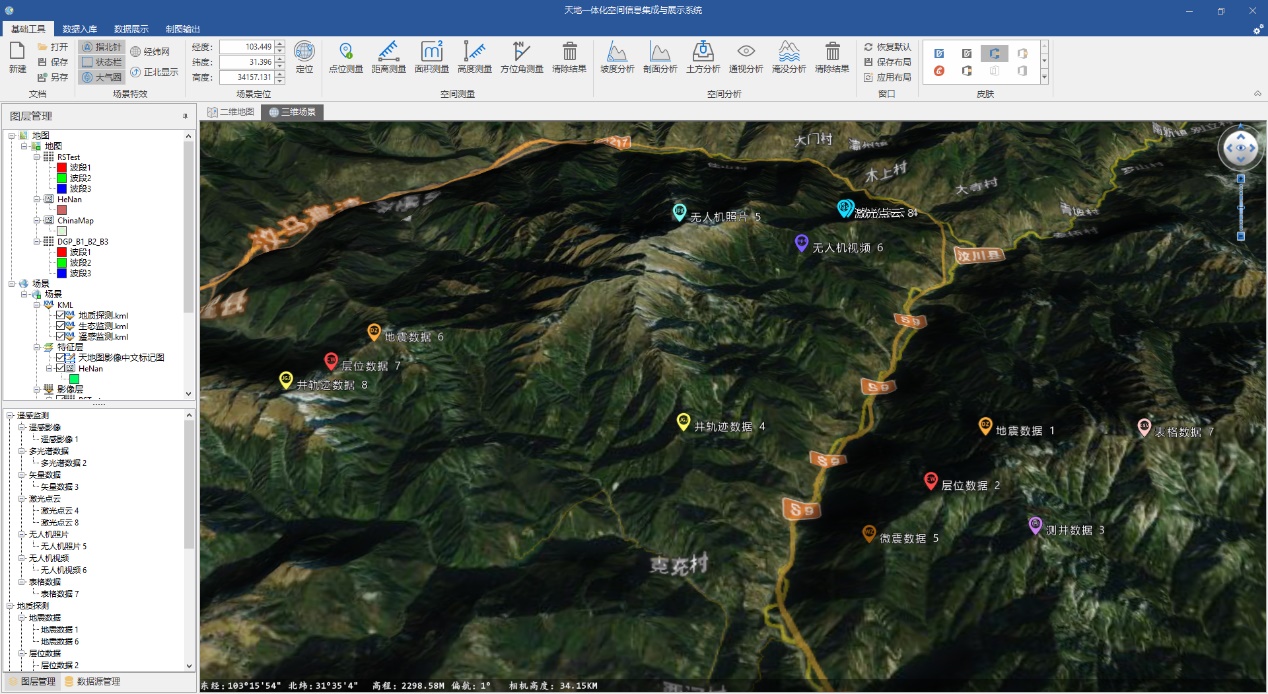 天地一体化空间信息集成与展示系统
基础工具 数据入库 数据展示 制图输出
新建 打开 保存 另存
指北针 状态栏 大气圈 经纬网 正北显示
经度: 103.449
纬度: 31.396
高度: 34157.131
定位
点位测量 距离测量 面积测量 高度测量 方位角测量 清除结果
坡度分析 剖面分析 土方分析 通视分析 淹没分析 清除结果
恢复默认
保存布局
应用布局
文档 场景特效 场景定位 空间测量 空间分析 窗口 皮肤
图层管理
二维地图 三维场景
地图
地图
RSTest
波段1
波段2
波段3
HeNan
ChinaMap
DGP_B1_B2_B3
波段1
波段2
波段3
场景
场景
KML
地质探测.kml
生态监测.kml
遥感监测.kml
特征层
天地图影像中文标记图
HeNan
影像层
遥感监测
遥感影像
遥感影像 1
多光谱数据
多光谱数据 2
矢量数据
矢量数据 3
激光点云
激光点云 4
激光点云 8
无人机照片
无人机照片 5
无人机视频
无人机视频 6
表格数据
表格数据 7
地质探测
地震数据
地震数据 1
地震数据 6
层位数据
层位数据 2
图层管理 数据源管理
大门村
木上村
大寺村
无人机照片 5
激光点云 84
无人机视频 6
汶川县
地震数据 6
层位数据 7
井轨迹数据 8
S9
S9
S9
S9
井轨迹数据 4
地震数据 1
表格数据 7
层位数据 2
测井数据 3
微震数据 5
克充村
东经:103°15'54" 北纬:31°35'4" 高程: 2298.58M 偏航: 1° 相机高度: 34.15KM